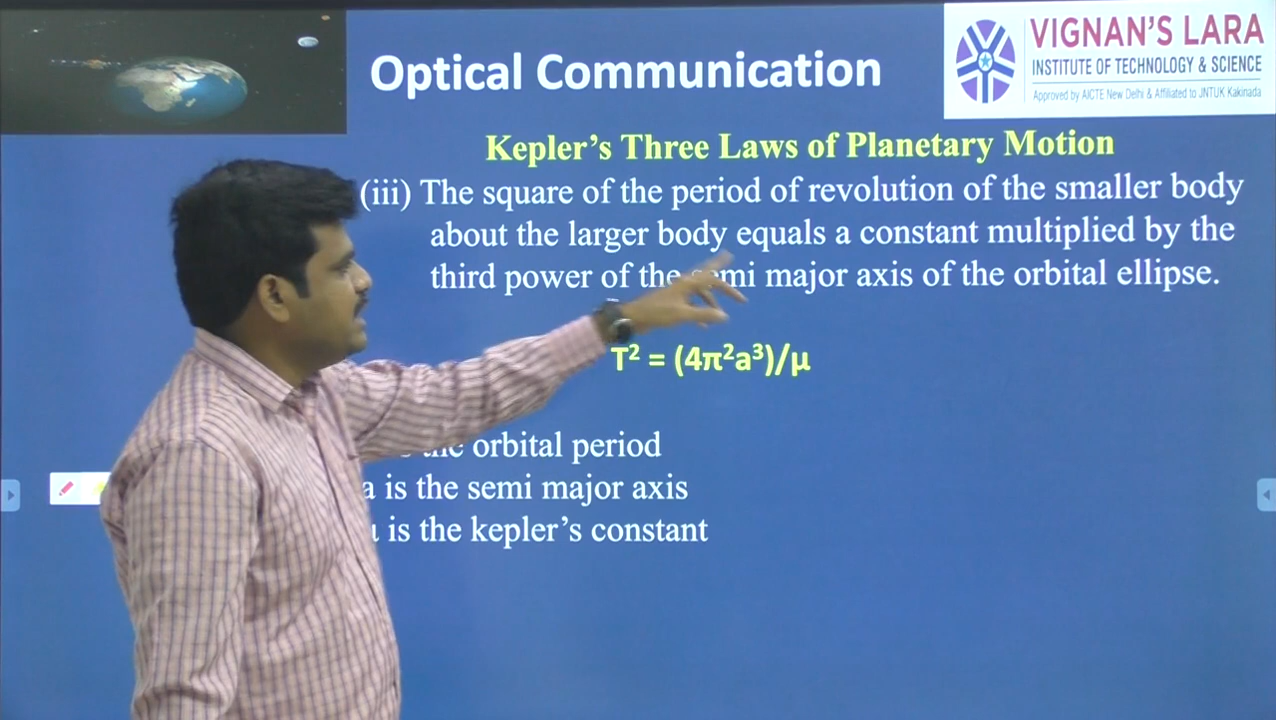 Optical Communication
VIGNAN'S LARA
INSTITUTE OF TECHNOLOGY & SCIENCE
Approved by AICTE New Delhi & Affiliated to JNTUK Kakinada
Kepler's Three Laws of Planetary Motion
(iii) The square of the period of revolution of the smaller body
about the larger body equals a constant multiplied by the
third power of the semi major axis of the orbital ellipse.
T² = (4π²a³)/μ
orbital period
a is the semi major axis
is the kepler's constant